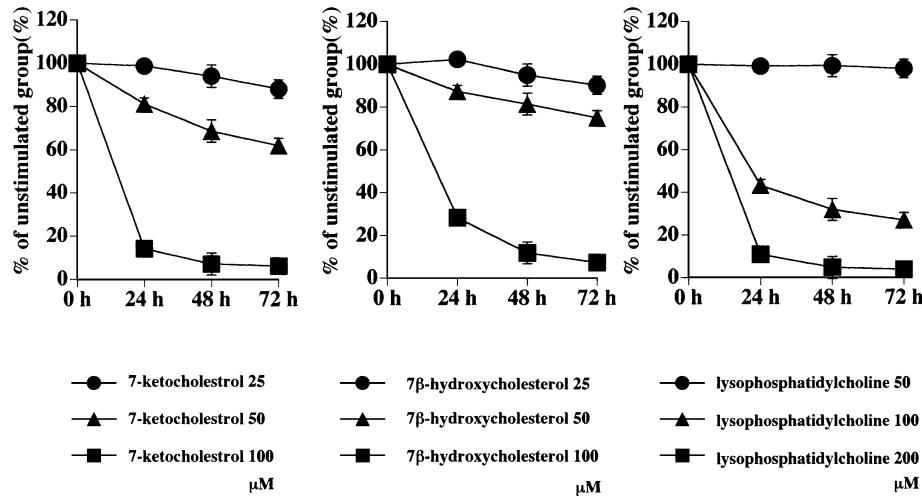 % of unstimulated group(%)
120
100
80
60
40
20
0
0 h 24 h 48 h 72 h
% of unstimulated group(%)
120
100
80
60
40
20
0
0 h 24 h 48 h 72 h
% of unstimulated group(%)
120
100
80
60
40
20
0
0 h 24 h 48 h 72 h
7-ketocholestrol 25
7-ketocholestrol 50
7-ketocholestrol 100
μM
7β-hydroxycholesterol 25
7β-hydroxycholesterol 50
7β-hydroxycholesterol 100
μM
lysophosphatidylcholine 50
lysophosphatidylcholine 100
lysophosphatidylcholine 200
μM